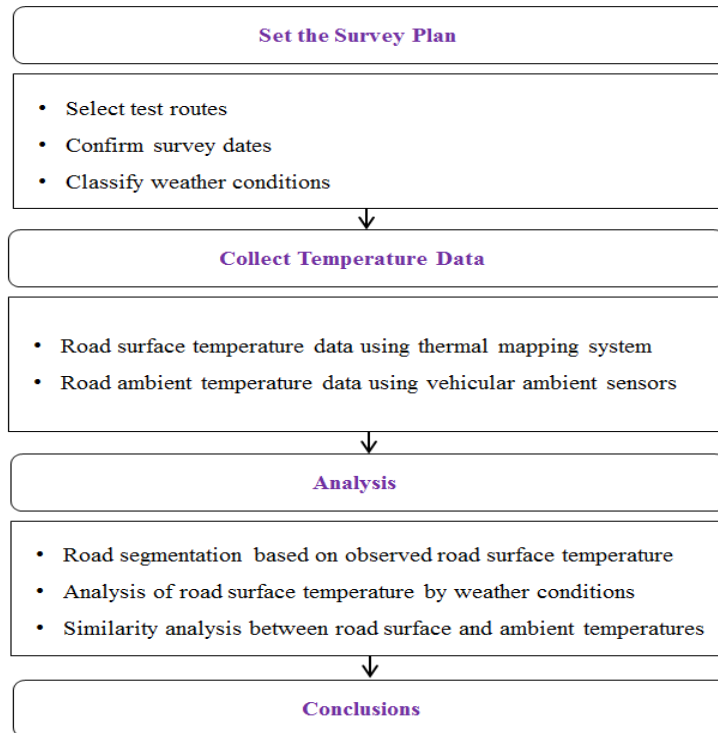 Set the Survey Plan
• Select test routes
• Confirm survey dates
• Classify weather conditions
Collect Temperature Data
• Road surface temperature data using thermal mapping system
• Road ambient temperature data using vehicular ambient sensors
Analysis
• Road segmentation based on observed road surface temperature
• Analysis of road surface temperature by weather conditions
• Similarity analysis between road surface and ambient temperatures
Conclusions